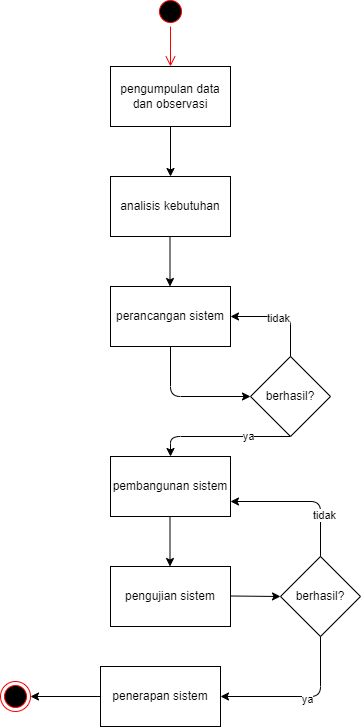 pengumpulan data
dan observasi
analisis kebutuhan
perancangan sistem
tidak
berhasil?
ya
pembangunan sistem
tidak
pengujian sistem
berhasil?
penerapan sistem
ya